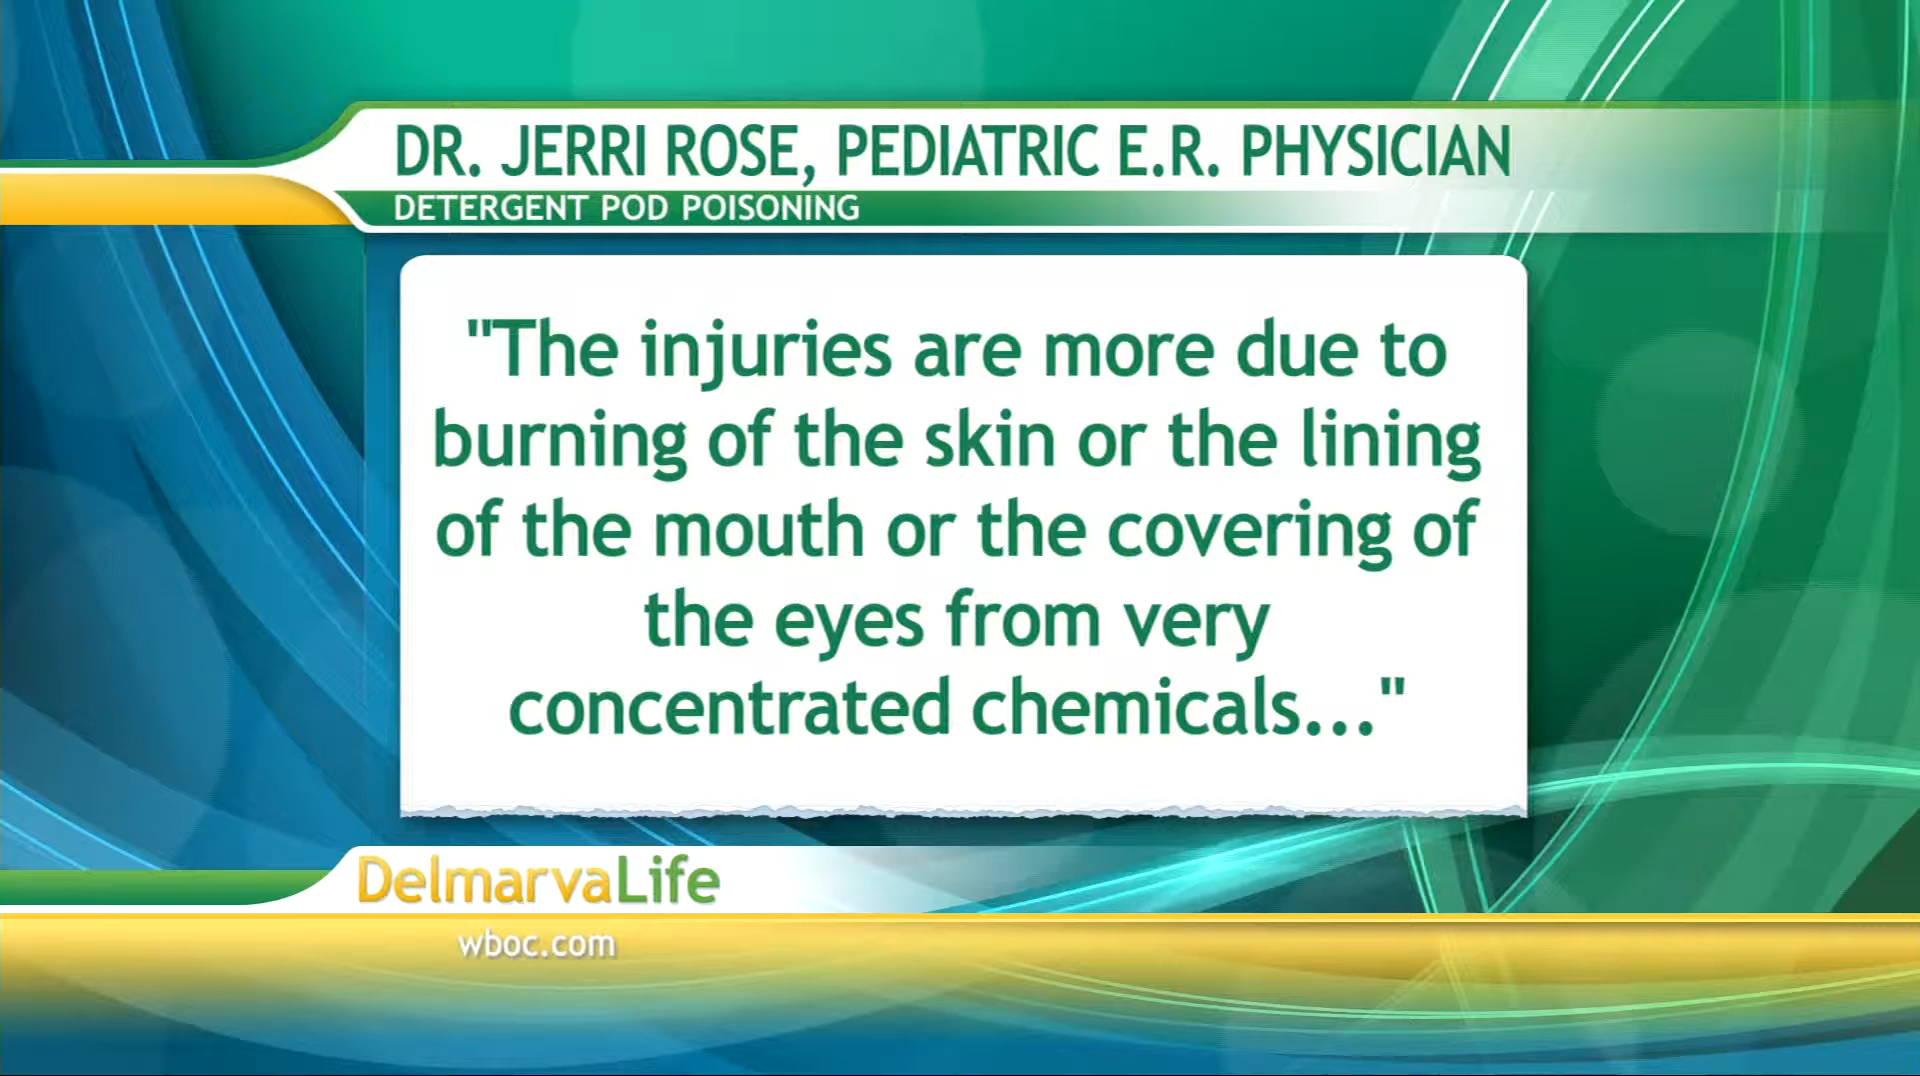 DR. JERRI ROSE, PEDIATRIC E.R. PHYSICIAN
DETERGENT POD POISONING
"The injuries are more due to
burning of the skin or the lining
of the mouth or the covering of
the eyes from very
concentrated chemicals..."
DelmarvaLife
wboc.com